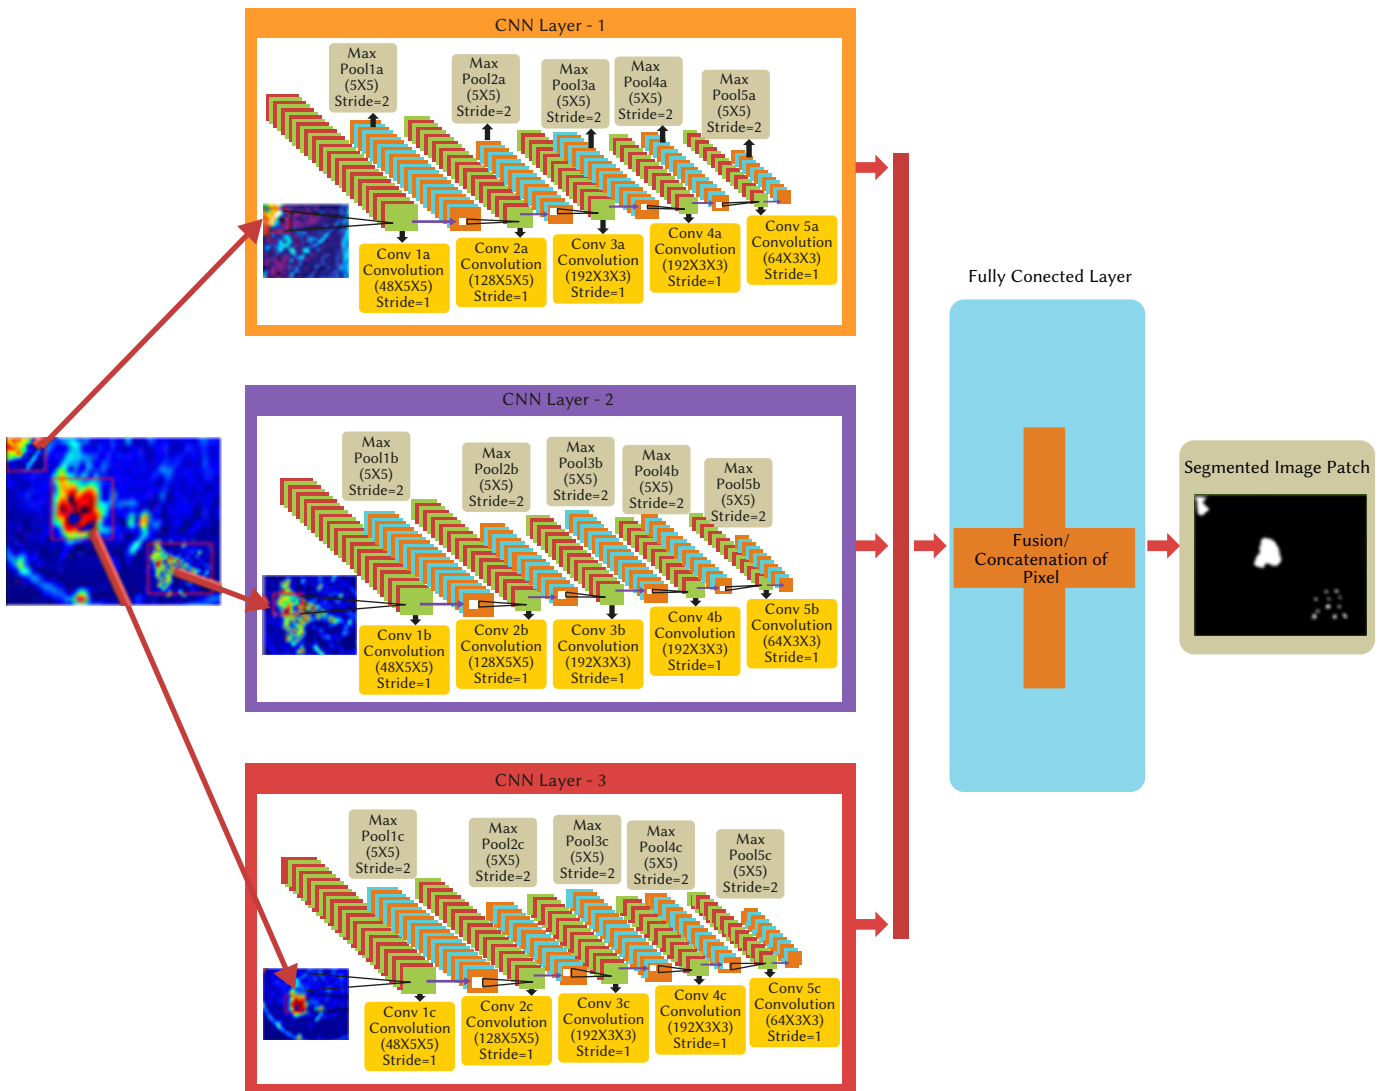 CNN Layer - 1
Max
Pool1a
(5X5)
Stride=2
Max
Pool2a
(5X5)
Stride=2
Max
Pool3a
(5X5)
Stride=2
Max
Pool4a
(5X5)
Stride=2
Max
Pool5a
(5X5)
Stride=2
Conv 1a
Convolution
(48X5X5)
Stride=1
Conv 2a
Convolution
(128X5X5)
Stride=1
Conv 3a
Convolution
(192X3X3)
Stride=1
Conv 4a
Convolution
(192X3X3)
Stride=1
Conv 5a
Convolution
(64X3X3)
Stride=1
CNN Layer - 2
Max
Pool1b
(5X5)
Stride=2
Max
Pool2b
(5X5)
Stride=2
Max
Pool3b
(5X5)
Stride=2
Max
Pool4b
(5X5)
Stride=2
Max
Pool5b
(5X5)
Stride=2
Conv 1b
Convolution
(48X5X5)
Stride=1
Conv 2b
Convolution
(128X5X5)
Stride=1
Conv 3b
Convolution
(192X3X3)
Stride=1
Conv 4b
Convolution
(192X3X3)
Stride=1
Conv 5b
Convolution
(64X3X3)
Stride=1
CNN Layer - 3
Max
Pool1c
(5X5)
Stride=2
Max
Pool2c
(5X5)
Stride=2
Max
Pool3c
(5X5)
Stride=2
Max
Pool4c
(5X5)
Stride=2
Max
Pool5c
(5X5)
Stride=2
Conv 1c
Convolution
(48X5X5)
Stride=1
Conv 2c
Convolution
(128X5X5)
Stride=1
Conv 3c
Convolution
(192X3X3)
Stride=1
Conv 4c
Convolution
(192X3X3)
Stride=1
Conv 5c
Convolution
(64X3X3)
Stride=1
Fully Conected Layer
Fusion/
Concatenation of
Pixel
Segmented Image Patch